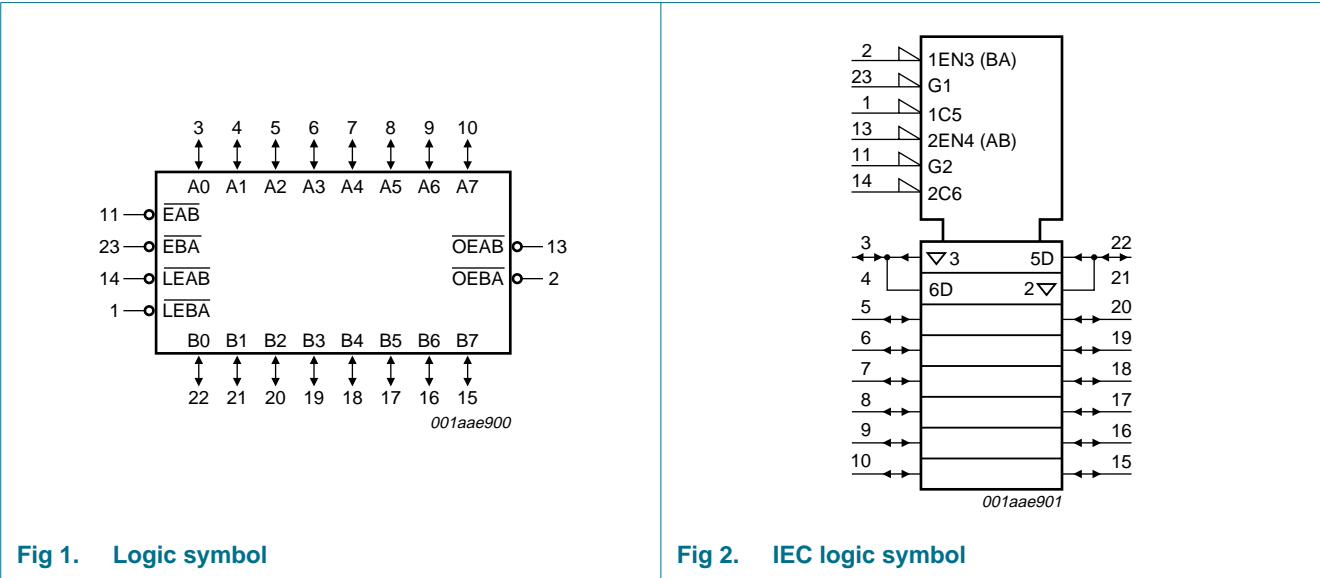 3 4 5 6 7 8 9 10
A0 A1 A2 A3 A4 A5 A6 A7
11 EAB
23 EBA OEAB 13
14 LEAB OEBA 2
1 LEBA
B0 B1 B2 B3 B4 B5 B6 B7
22 21 20 19 18 17 16 15
001aae900
Fig 1. Logic symbol
2 1EN3 (BA)
23 G1
1 1C5
13 2EN4 (AB)
11 G2
14 2C6
3 3 5D 22
4 6D 2 21
5 20
6 19
7 18
8 17
9 16
10 15
001aae901
Fig 2. IEC logic symbol